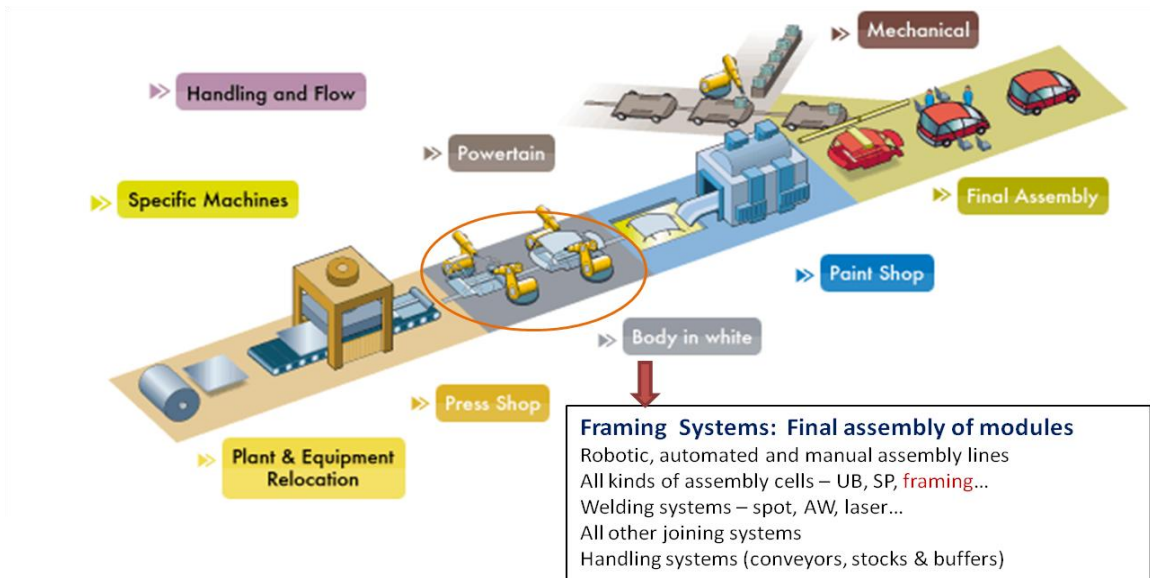 Mechanical
Handling and Flow
Powertain
Specific Machines
Final Assembly
Paint Shop
Body in white
Press Shop
Plant & Equipment
Relocation
Framing Systems: Final assembly of modules
Robotic, automated and manual assembly lines
All kinds of assembly cells – UB, SP, framing...
Welding systems – spot, AW, laser...
All other joining systems
Handling systems (conveyors, stocks & buffers)